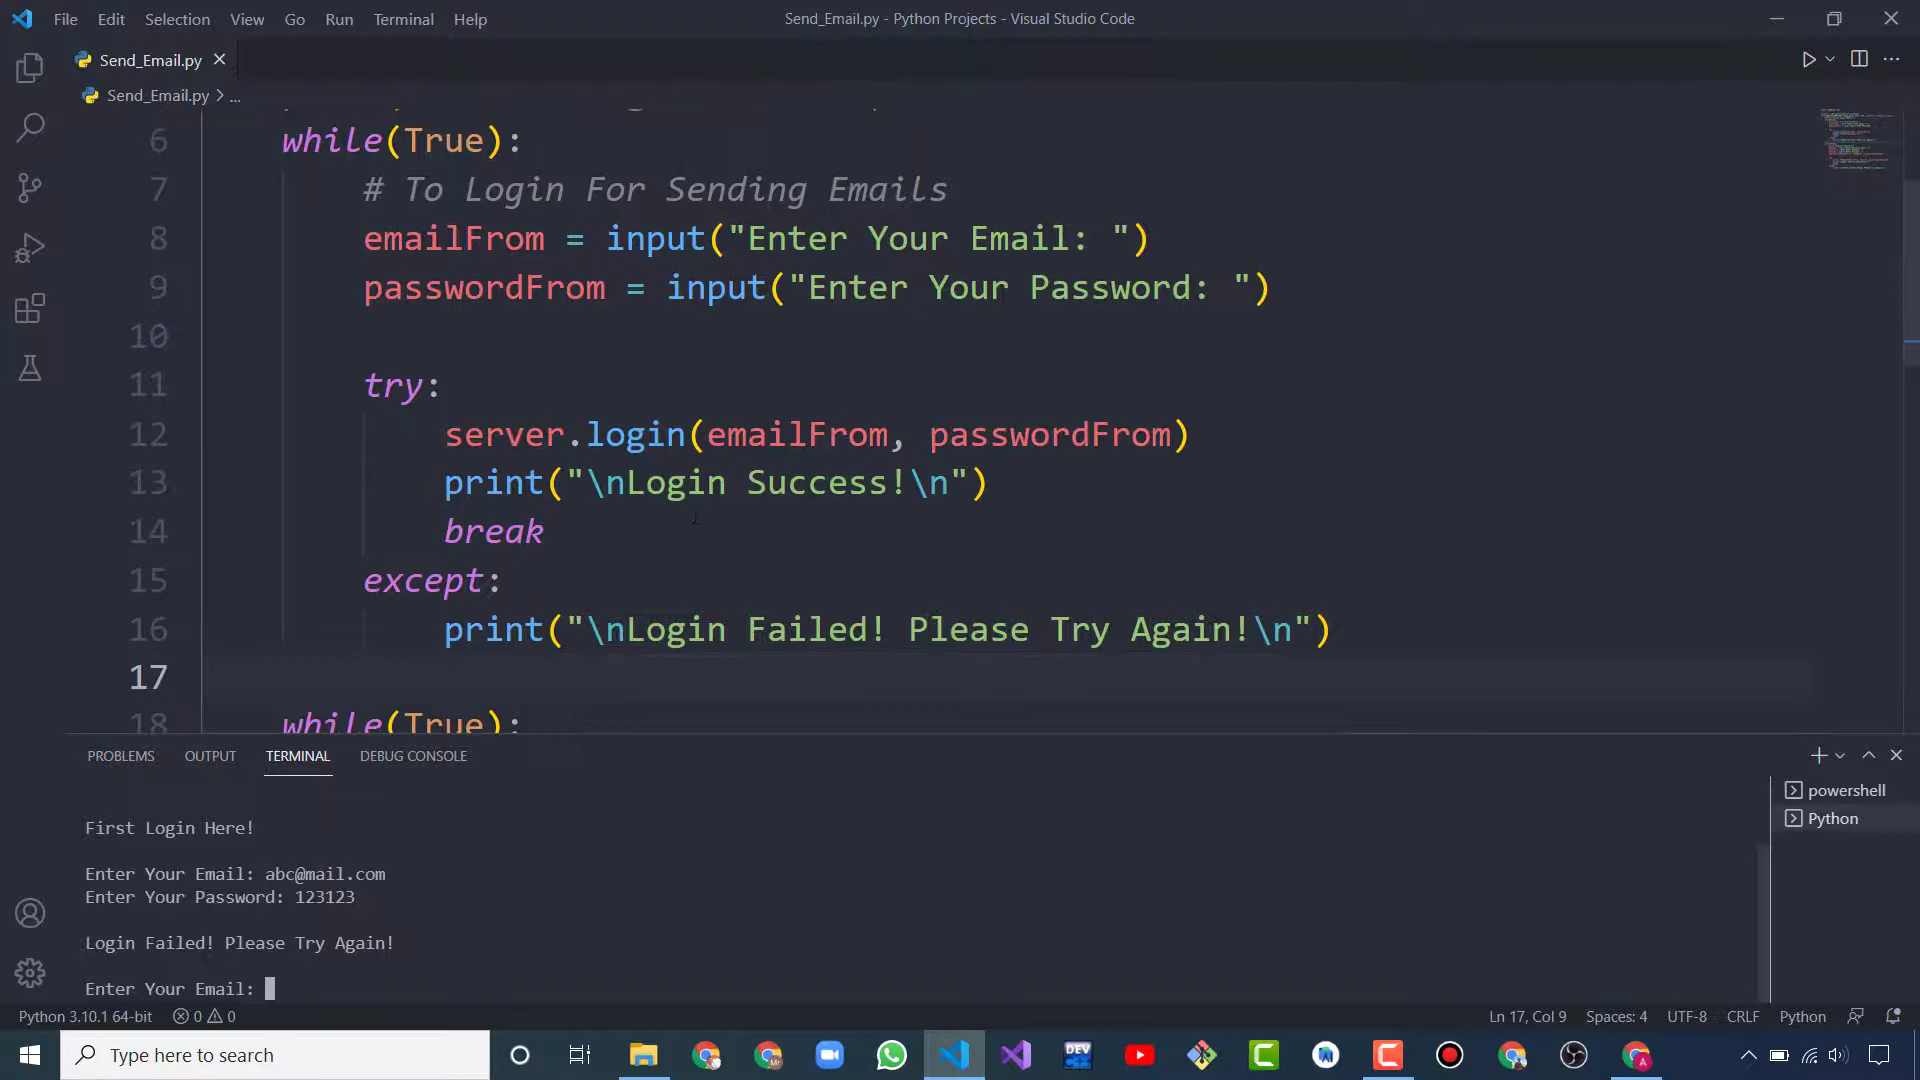 File Edit Selection View Go Run Terminal Help
Send_Email.py - Python Projects - Visual Studio Code
Send_Email.py
Send_Email.py > ...
6 while(True):
7 # To Login For Sending Emails
8 emailFrom = input("Enter Your Email: ")
9 passwordFrom = input("Enter Your Password: ")
10
11 try:
12 server.login(emailFrom, passwordFrom)
13 print("\nLogin Success!\n")
14 break
15 except:
16 print("\nLogin Failed! Please Try Again!\n")
17
18 while(True):
PROBLEMS OUTPUT TERMINAL DEBUG CONSOLE
powershell
Python
First Login Here!
Enter Your Email: abc@mail.com
Enter Your Password: 123123
Login Failed! Please Try Again!
Enter Your Email:
Python 3.10.1 64-bit 0 0 Ln 17, Col 9 Spaces: 4 UTF-8 CRLF Python
Type here to search
DEV